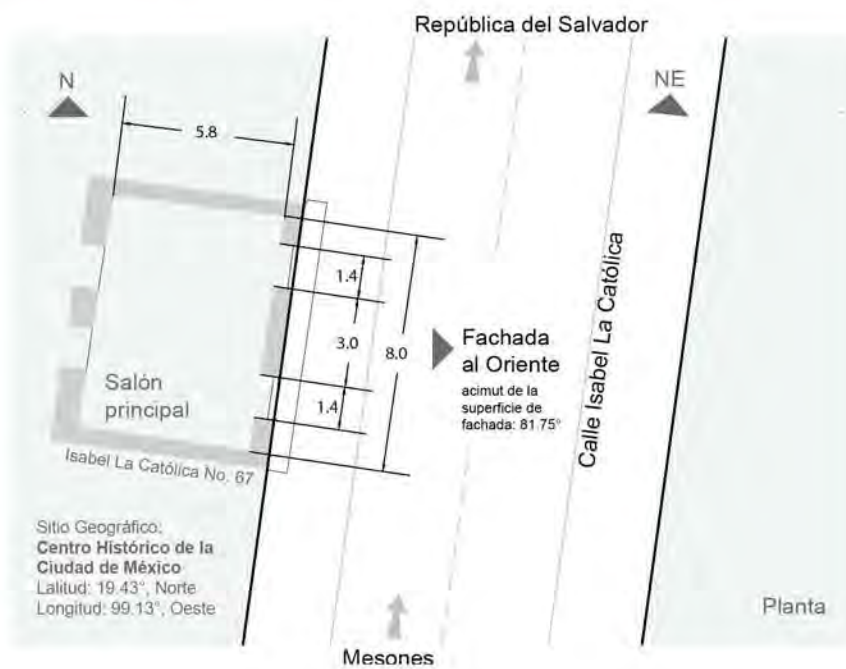 República del Salvador
N
NE
5.8
1.4
3.0
8.0
1.4
Fachada
al Oriente
acimut de la
superficie de
fachada: 81.75°
Calle Isabel La Católica
Salón
principal
Isabel La Católica No. 67
Sitio Geográfico:
Centro Histórico de la
Ciudad de México
Lalitud: 19.43°, Norte
Longitud: 99.13°, Oeste
Planta
Mesones